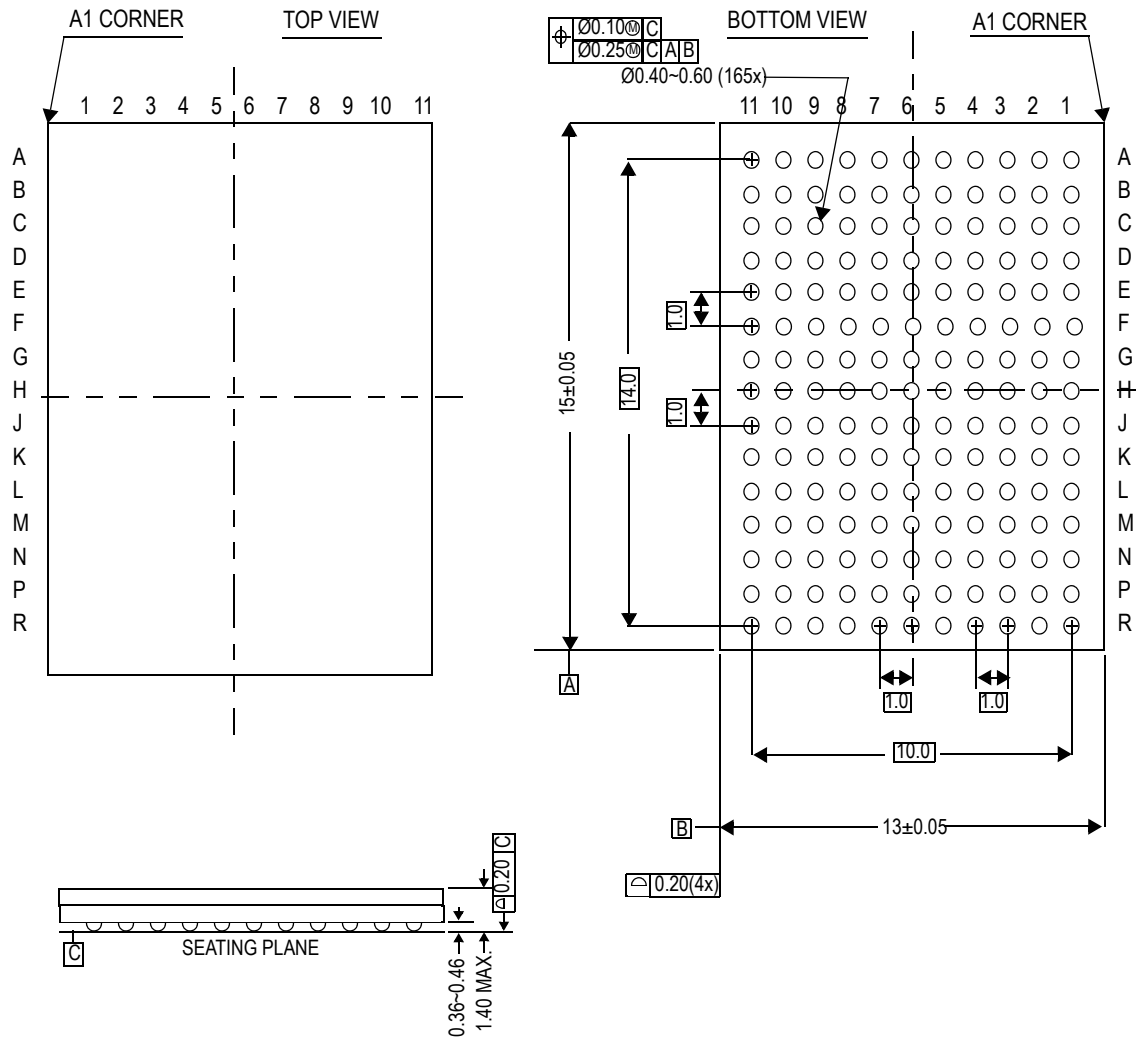 A1 CORNER
TOP VIEW
1 2 3 4 5 6 7 8 9 10 11
A
B
C
D
E
F
G
H
J
K
L
M
N
P
R
Ø0.10Ⓜ C
Ø0.25Ⓜ C A B
Ø0.40~0.60 (165x)
BOTTOM VIEW
A1 CORNER
11 10 9 8 7 6 5 4 3 2 1
A
B
C
D
E
F
G
H
J
K
L
M
N
P
R
15±0.05
14.0
1.0
1.0
A
1.0
1.0
10.0
B
13±0.05
0.20(4x)
0.20 C
C
SEATING PLANE
0.36~0.46
1.40 MAX.